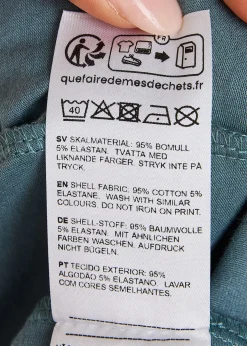 FR
quefairedemesdechets.fr
40
SV SKALMATERIAL: 95% BOMULL
5% ELASTAN. TVÄTTA MED
LIKNANDE FÄRGER. STRYK INTE PÅ
TRYCK.
EN SHELL FABRIC: 95% COTTON 5%
ELASTANE. WASH WITH SIMILAR
COLOURS. DO NOT IRON ON PRINT.
DE SHELL-STOFF: 95% BAUMWOLLE
5% ELASTAN. MIT ÄHNLICHEN
FARBEN WASCHEN. AUFDRUCK
NICHT BÜGELN.
PT TECIDO EXTERIOR: 95%
ALGODÃO 5% ELASTANO. LAVAR
COM CORES SEMELHANTES.